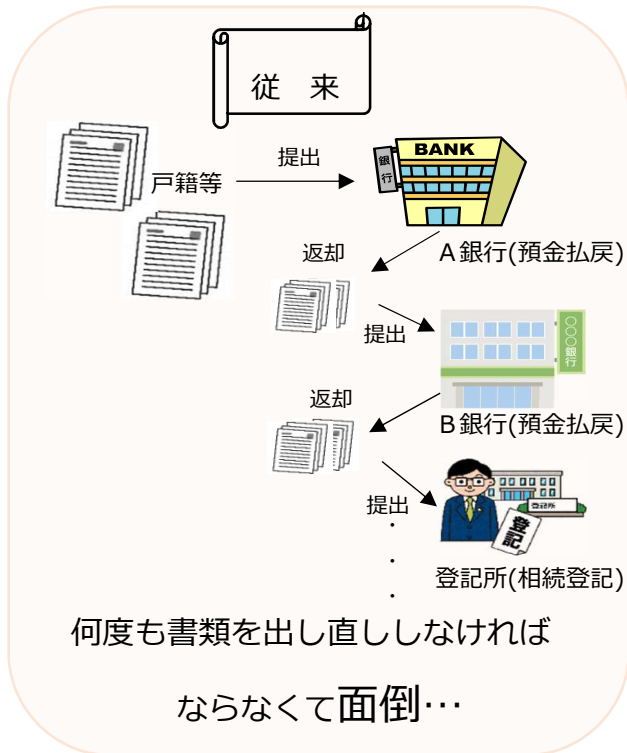 従 来
戸籍等
提出
BANK
銀行
A銀行(預金払戻)
返却
提出
○○○銀行
返却
B銀行(預金払戻)
提出
登記所
登記
登記所(相続登記)
何度も書類を出し直ししなければ
ならなくて面倒…